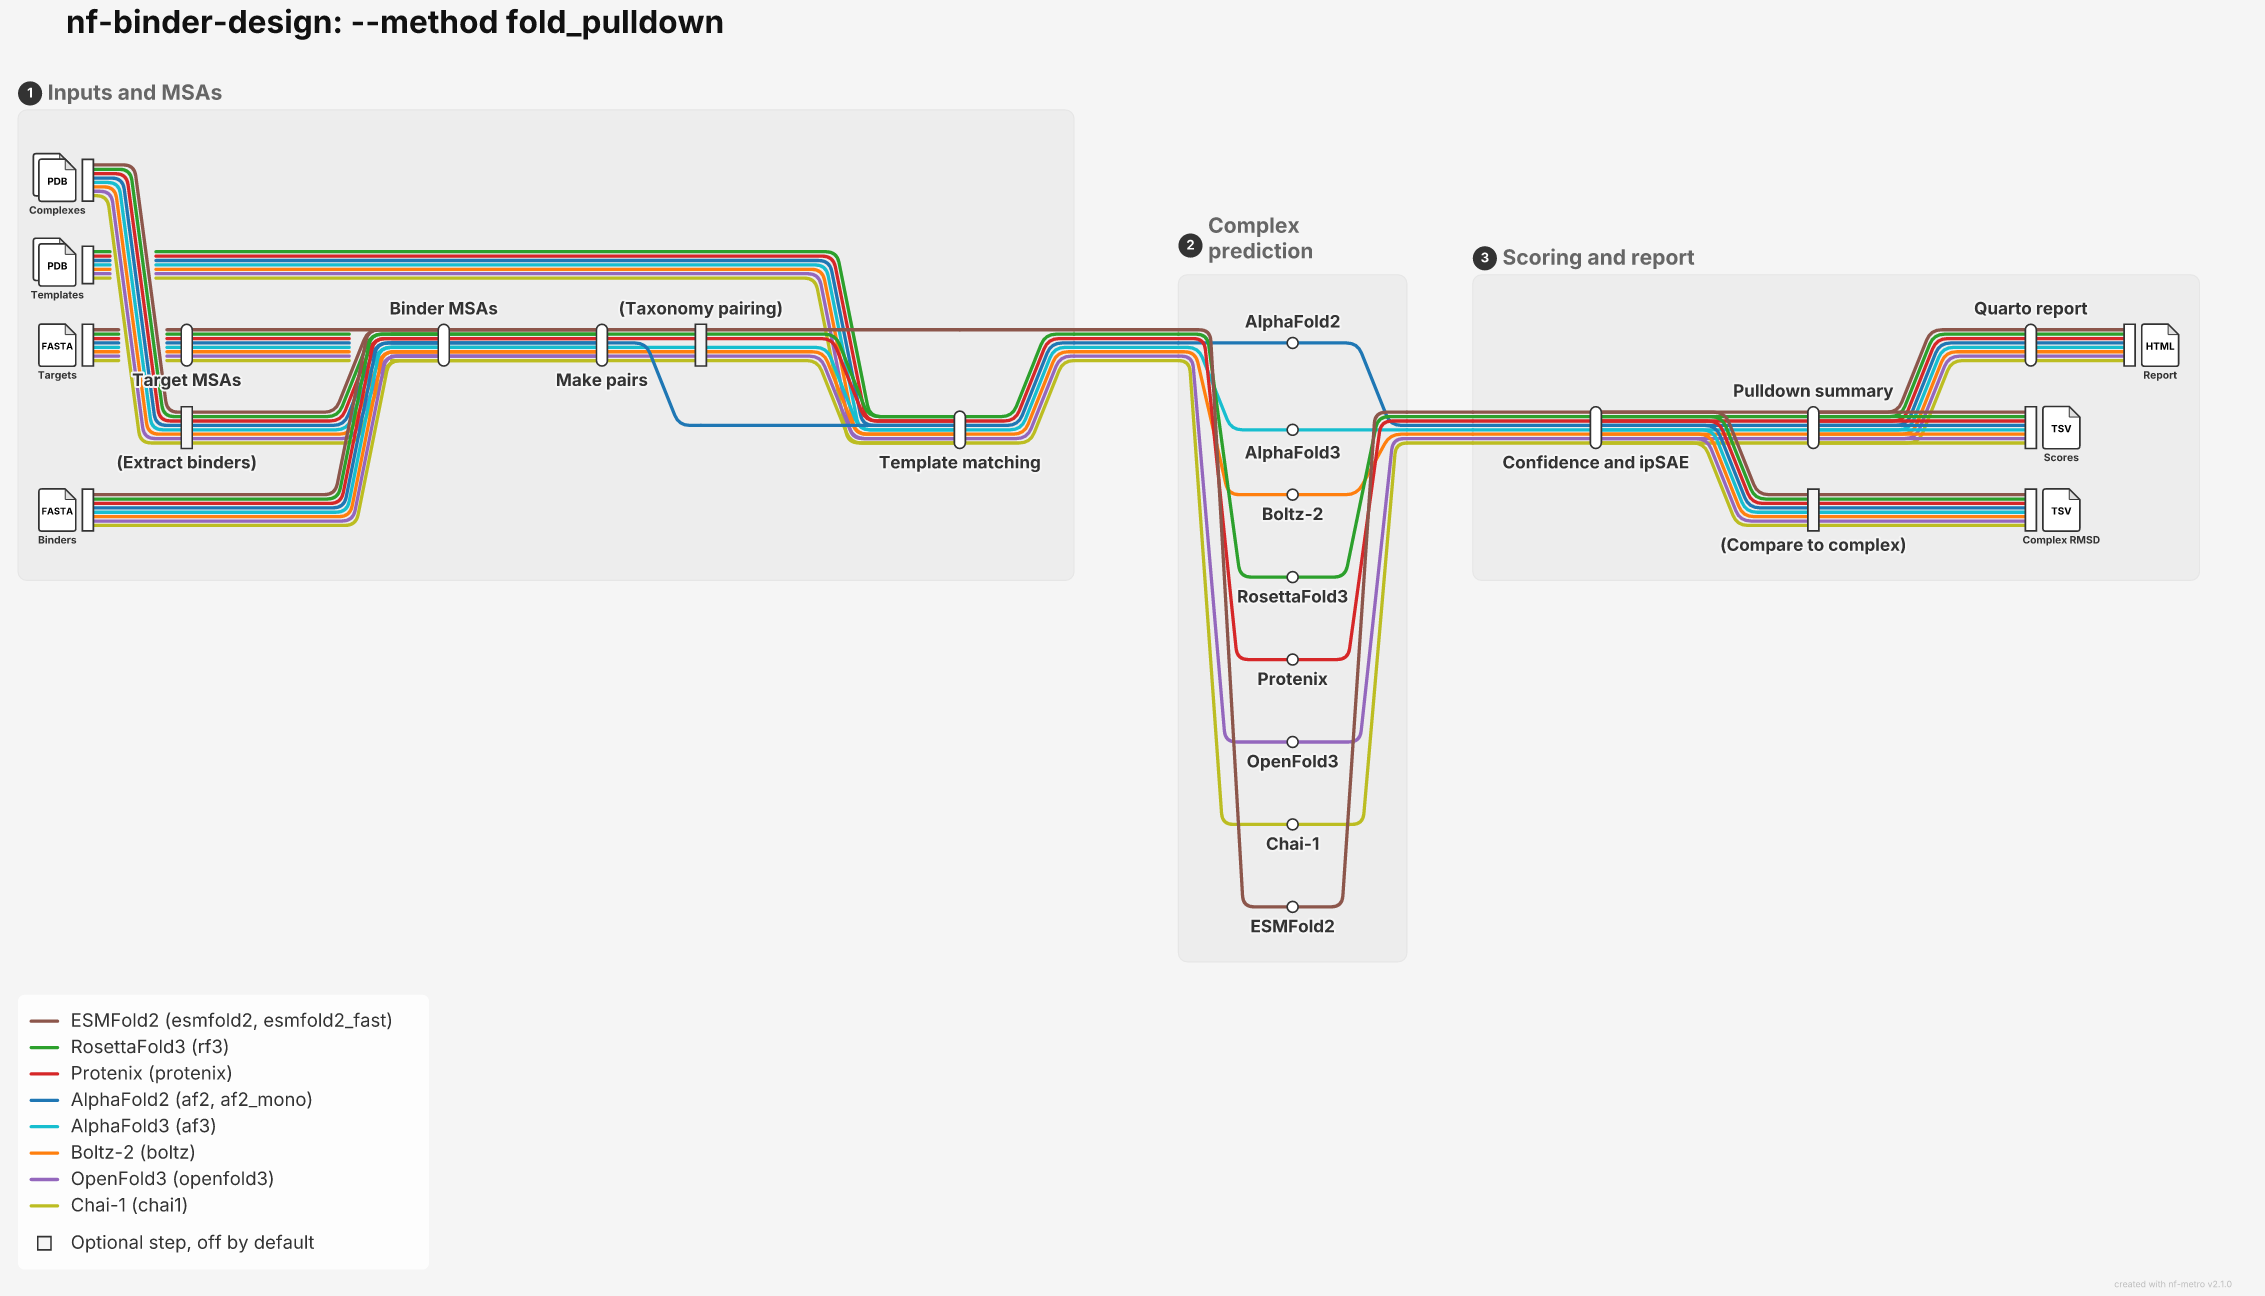 nf-binder-design: --method fold_pulldown
1 Inputs and MSAs
PDB
Complexes
PDB
Templates
FASTA
Targets
Target MSAs
(Extract binders)
FASTA
Binders
Binder MSAs
Make pairs
(Taxonomy pairing)
Template matching
2 Complex
prediction
AlphaFold2
AlphaFold3
Boltz-2
RosettaFold3
Protenix
OpenFold3
Chai-1
ESMFold2
3 Scoring and report
Confidence and ipSAE
Pulldown summary
(Compare to complex)
Quarto report
HTML
Report
TSV
Scores
TSV
Complex RMSD
ESMFold2 (esmfold2, esmfold2_fast)
RosettaFold3 (rf3)
Protenix (protenix)
AlphaFold2 (af2, af2_mono)
AlphaFold3 (af3)
Boltz-2 (boltz)
OpenFold3 (openfold3)
Chai-1 (chai1)
Optional step, off by default
created with nf-metro v2.1.0